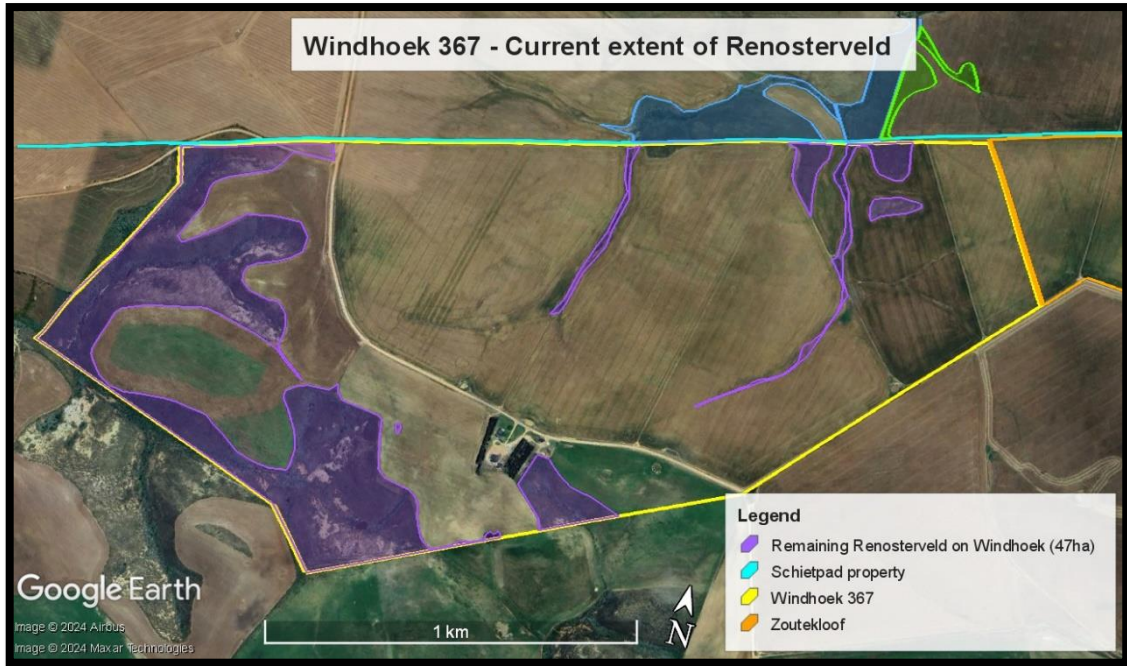 Windhoek 367 - Current extent of Renosterveld
Legend
Remaining Renosterveld on Windhoek (47ha)
Schietpad property
Windhoek 367
Zoutekloof
Google Earth
Image © 2024 Airbus
Image © 2024 Maxar Technologies
1 km
N